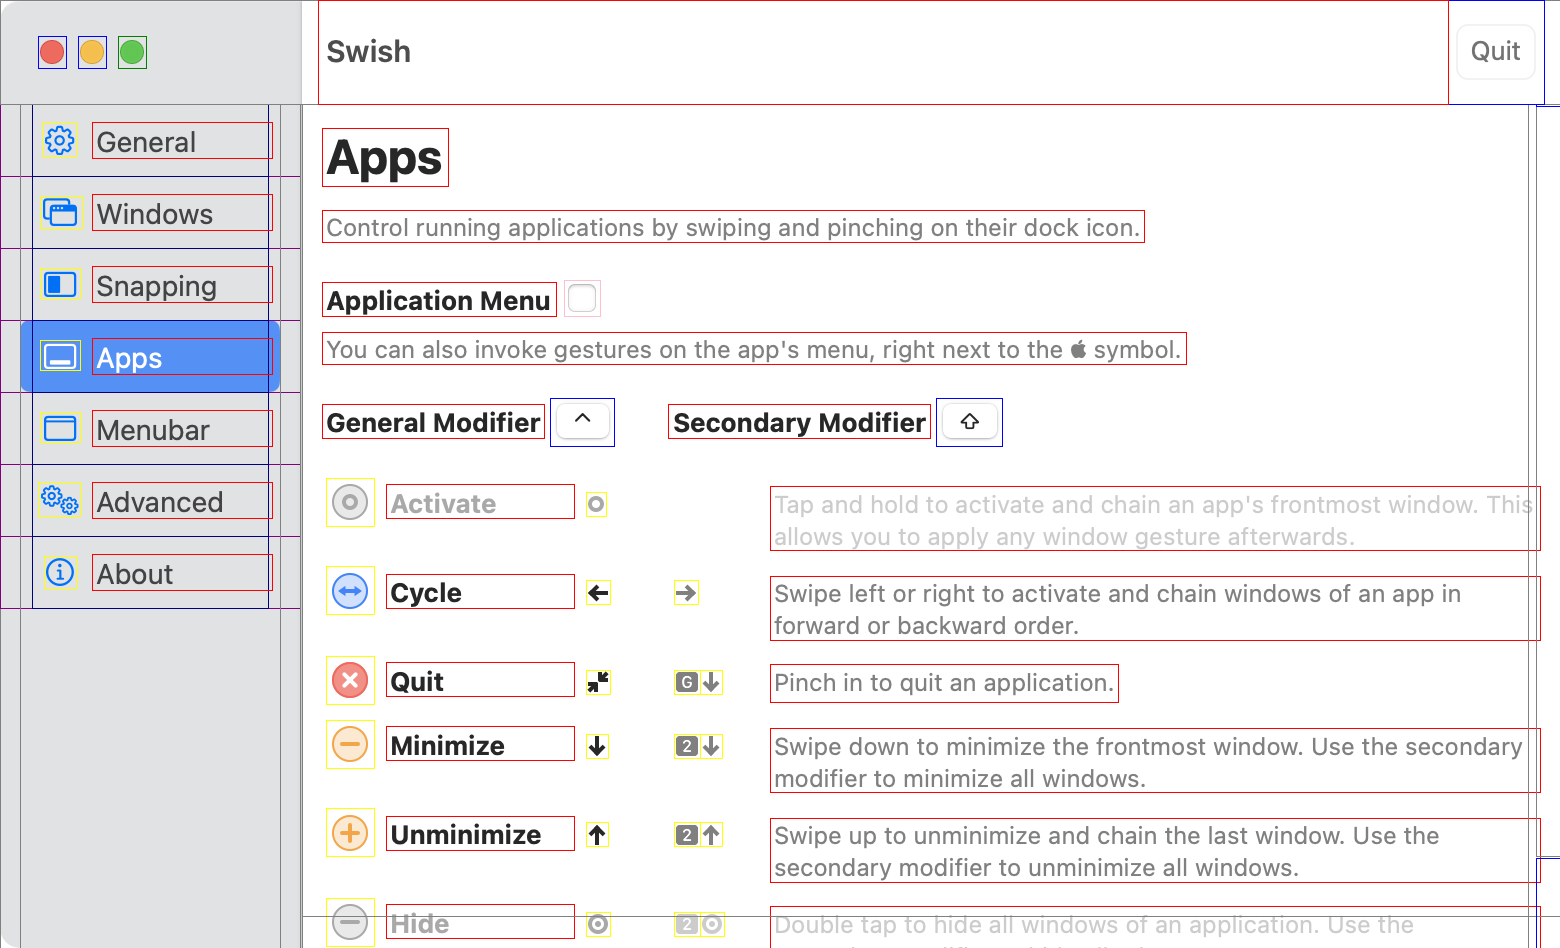 Swish
Quit
General
Windows
Snapping
Apps
Menubar
Advanced
About
Apps
Control running applications by swiping and pinching on their dock icon.
Application Menu
You can also invoke gestures on the app's menu, right next to the  symbol.
General Modifier ^ Secondary Modifier ⇧
Activate
Tap and hold to activate and chain an app's frontmost window. This
allows you to apply any window gesture afterwards.
Cycle ← →
Swipe left or right to activate and chain windows of an app in
forward or backward order.
Quit G ↓
Pinch in to quit an application.
Minimize ↓ 2 ↓
Swipe down to minimize the frontmost window. Use the secondary
modifier to minimize all windows.
Unminimize ↑ 2 ↑
Swipe up to unminimize and chain the last window. Use the
secondary modifier to unminimize all windows.
Hide 2
Double tap to hide all windows of an application. Use the